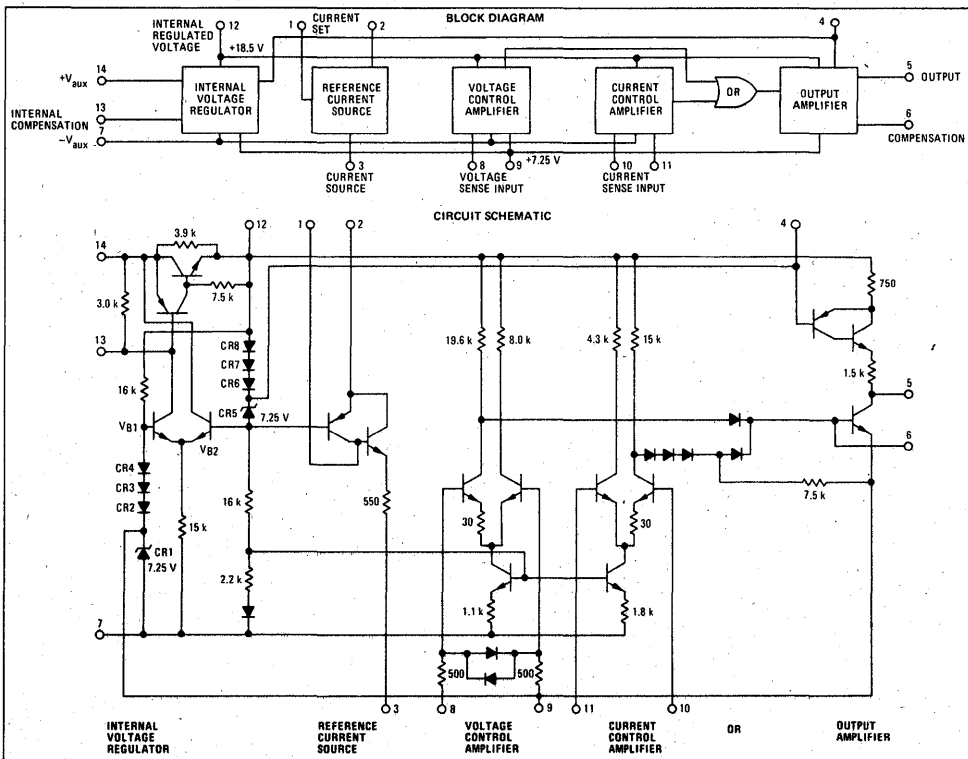 BLOCK DIAGRAM
INTERNAL
REGULATED
VOLTAGE
12
1
CURRENT
SET
2
4
+18.5 V
14
+Vaux
13
INTERNAL
COMPENSATION
7
−Vaux
INTERNAL
VOLTAGE
REGULATOR
REFERENCE
CURRENT
SOURCE
VOLTAGE
CONTROL
AMPLIFIER
CURRENT
CONTROL
AMPLIFIER
OR
OUTPUT
AMPLIFIER
5
OUTPUT
6
COMPENSATION
3
CURRENT
SOURCE
8
9
+7.25 V
VOLTAGE
SENSE INPUT
10
11
CURRENT
SENSE INPUT
CIRCUIT SCHEMATIC
14
3.9 k
12
1
2
4
3.0 k
7.5 k
750
13
CR8
CR7
CR6
CR5
7.25 V
19.6 k
8.0 k
4.3 k
15 k
1.5 k
5
6
16 k
VB1
VB2
CR4
CR3
CR2
CR1
7.25 V
15 k
16 k
2.2 k
550
30
30
7.5 k
1.1 k
1.8 k
7
500
500
3
8
9
11
10
INTERNAL
VOLTAGE
REGULATOR
REFERENCE
CURRENT
SOURCE
VOLTAGE
CONTROL
AMPLIFIER
CURRENT
CONTROL
AMPLIFIER
OR
OUTPUT
AMPLIFIER